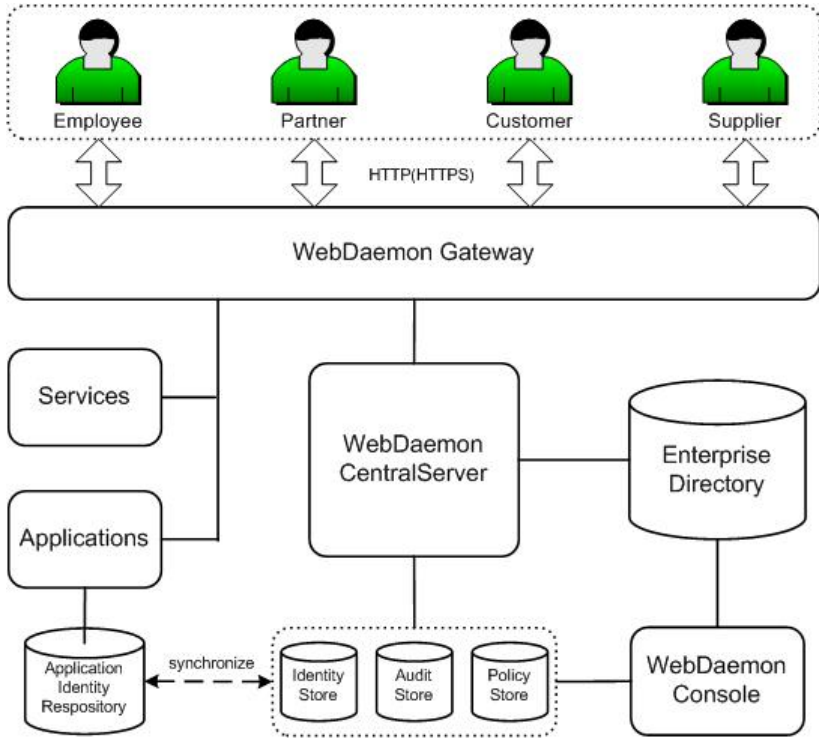 Employee
Partner
Customer
Supplier
HTTP(HTTPS)
WebDaemon Gateway
Services
WebDaemon
CentralServer
Enterprise
Directory
Applications
Application
Identity
Respository
synchronize
Identity
Store
Audit
Store
Policy
Store
WebDaemon
Console